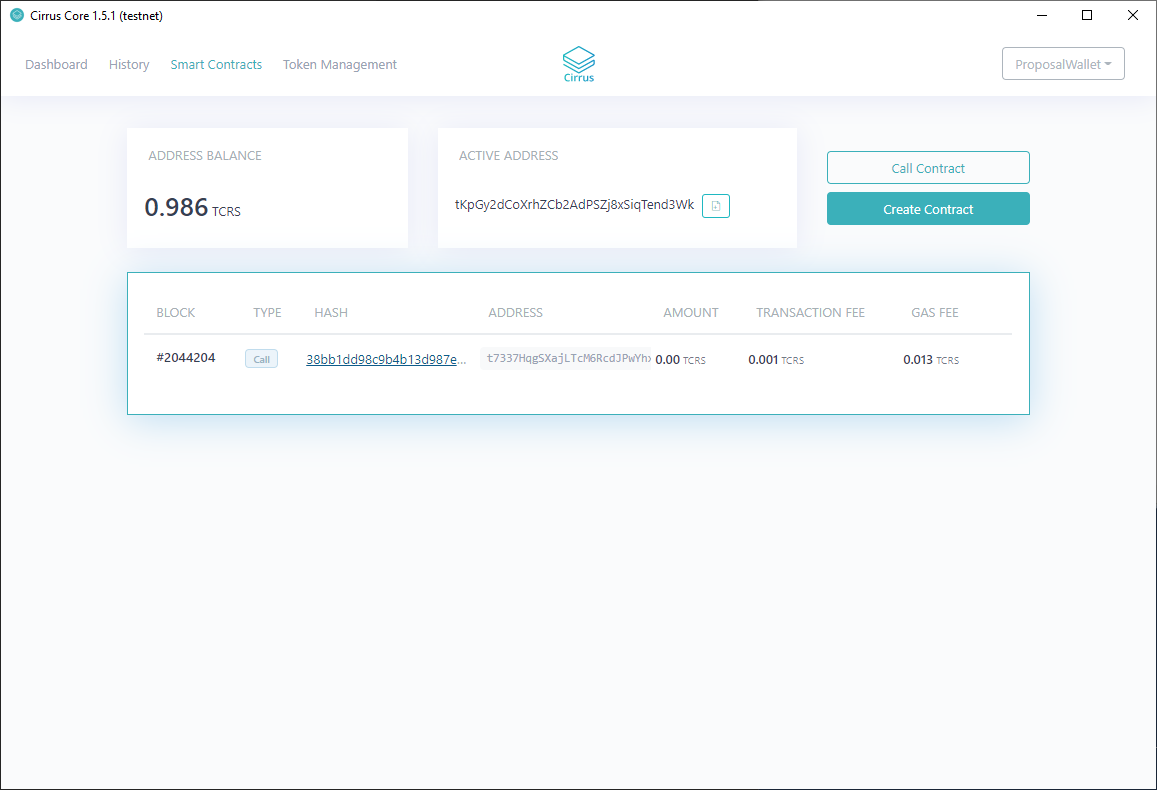 Cirrus Core 1.5.1 (testnet)
Dashboard History Smart Contracts Token Management
Cirrus
ProposalWallet
ADDRESS BALANCE
0.986 TCRS
ACTIVE ADDRESS
tKpGy2dCoXrhZCb2AdPSZj8xSiqTend3Wk
Call Contract
Create Contract
BLOCK TYPE HASH ADDRESS AMOUNT TRANSACTION FEE GAS FEE
#2044204 Call 38bb1dd98c9b4b13d987e... t7337HqgSXajLTcM6RcdJPwYhx 0.00 TCRS 0.001 TCRS 0.013 TCRS